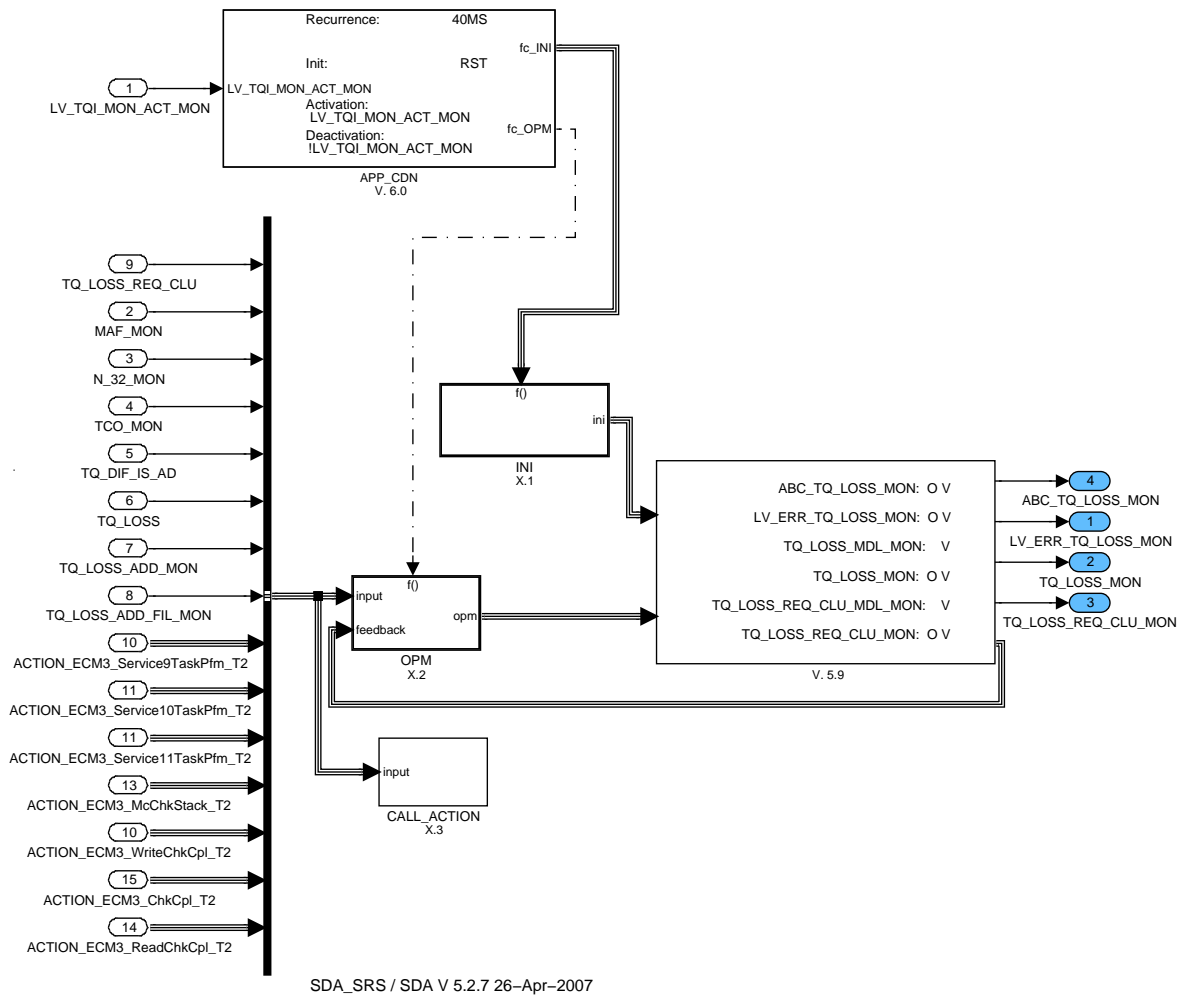 Recurrence: 40MS
fc_INI
Init: RST
1
LV_TQI_MON_ACT_MON
LV_TQI_MON_ACT_MON
Activation:
LV_TQI_MON_ACT_MON
fc_OPM
Deactivation:
!LV_TQI_MON_ACT_MON
APP_CDN
V. 6.0
9
TQ_LOSS_REQ_CLU
2
MAF_MON
3
N_32_MON
4
TCO_MON
5
TQ_DIF_IS_AD
6
TQ_LOSS
7
TQ_LOSS_ADD_MON
8
TQ_LOSS_ADD_FIL_MON
10
ACTION_ECM3_Service9TaskPfm_T2
11
ACTION_ECM3_Service10TaskPfm_T2
11
ACTION_ECM3_Service11TaskPfm_T2
13
ACTION_ECM3_McChkStack_T2
10
ACTION_ECM3_WriteChkCpl_T2
15
ACTION_ECM3_ChkCpl_T2
14
ACTION_ECM3_ReadChkCpl_T2
f()
ini
INI
X.1
f()
input
feedback
opm
OPM
X.2
input
CALL_ACTION
X.3
ABC_TQ_LOSS_MON: O V
LV_ERR_TQ_LOSS_MON: O V
TQ_LOSS_MDL_MON: V
TQ_LOSS_MON: O V
TQ_LOSS_REQ_CLU_MDL_MON: V
TQ_LOSS_REQ_CLU_MON: O V
V. 5.9
4
ABC_TQ_LOSS_MON
1
LV_ERR_TQ_LOSS_MON
2
TQ_LOSS_MON
3
TQ_LOSS_REQ_CLU_MON
SDA_SRS / SDA V 5.2.7 26−Apr−2007